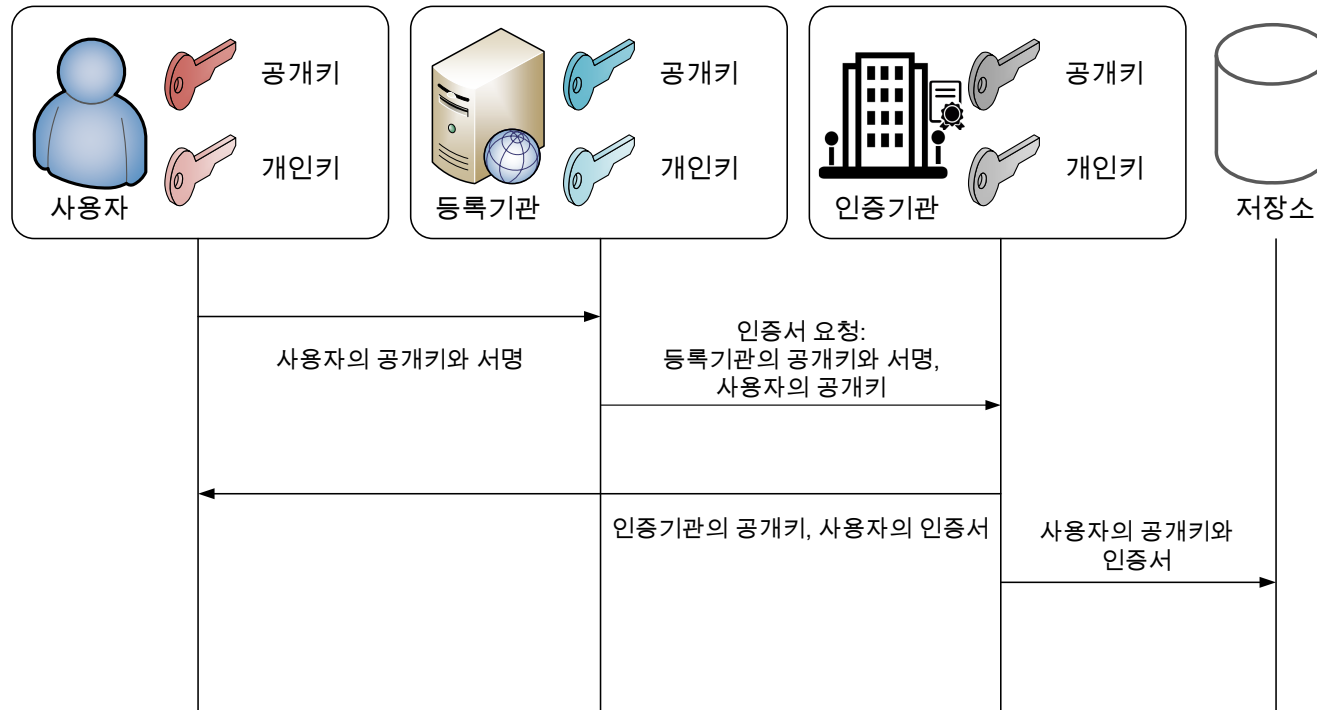 공개키
공개키
공개키
개인키
개인키
개인키
사용자
등록기관
인증기관
저장소
사용자의 공개키와 서명
인증서 요청:
등록기관의 공개키와 서명,
사용자의 공개키
인증기관의 공개키, 사용자의 인증서
사용자의 공개키와
인증서